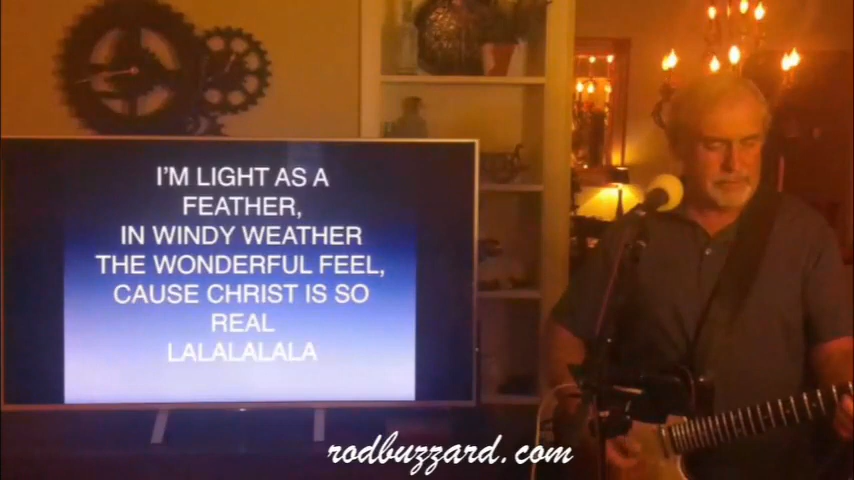 I'M LIGHT AS A
FEATHER,
IN WINDY WEATHER
THE WONDERFUL FEEL,
CAUSE CHRIST IS SO
REAL
LALALALALA
rodbuzzard.com